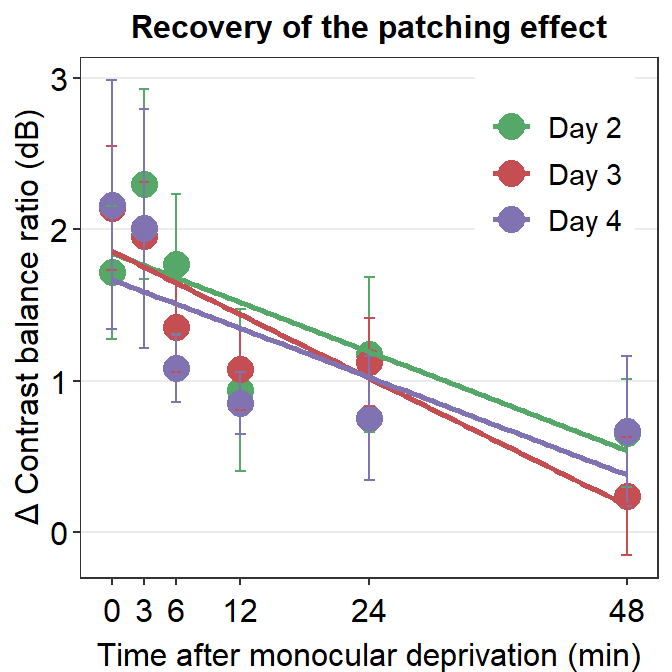 Recovery of the patching effect
Δ Contrast balance ratio (dB)
3
2
1
0
Day 2
Day 3
Day 4
0 3 6 12 24 48
Time after monocular deprivation (min)